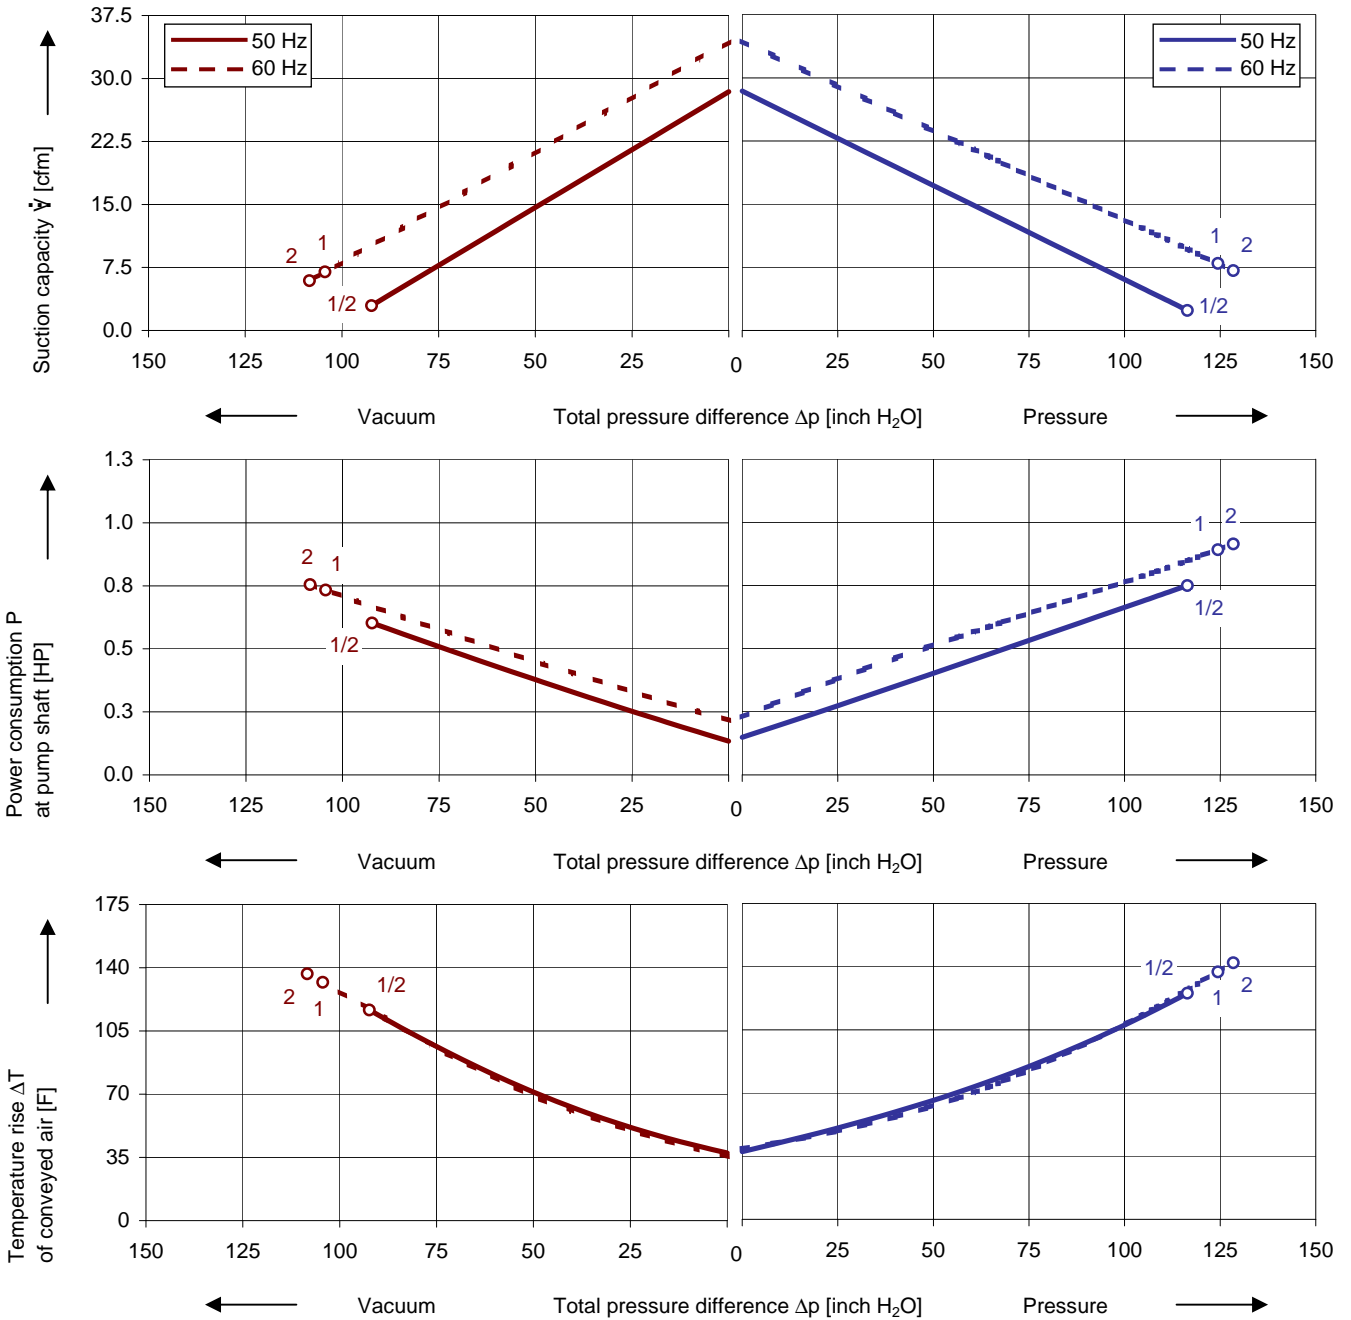 37.5
50 Hz
60 Hz
50 Hz
60 Hz
30.0
22.5
15.0
7.5
0.0
Suction capacity V̇ [cfm]
2
1
1/2
1
2
1/2
150 125 100 75 50 25 0 25 50 75 100 125 150
Vacuum Total pressure difference Δp [inch H₂O] Pressure
1.3
1.0
0.8
0.5
0.3
0.0
Power consumption P
at pump shaft [HP]
2 1
1/2
1 2
1/2
150 125 100 75 50 25 0 25 50 75 100 125 150
Vacuum Total pressure difference Δp [inch H₂O] Pressure
175
140
105
70
35
0
Temperature rise ΔT
of conveyed air [F]
2 1
1/2
1/2
1 2
150 125 100 75 50 25 0 25 50 75 100 125 150
Vacuum Total pressure difference Δp [inch H₂O] Pressure